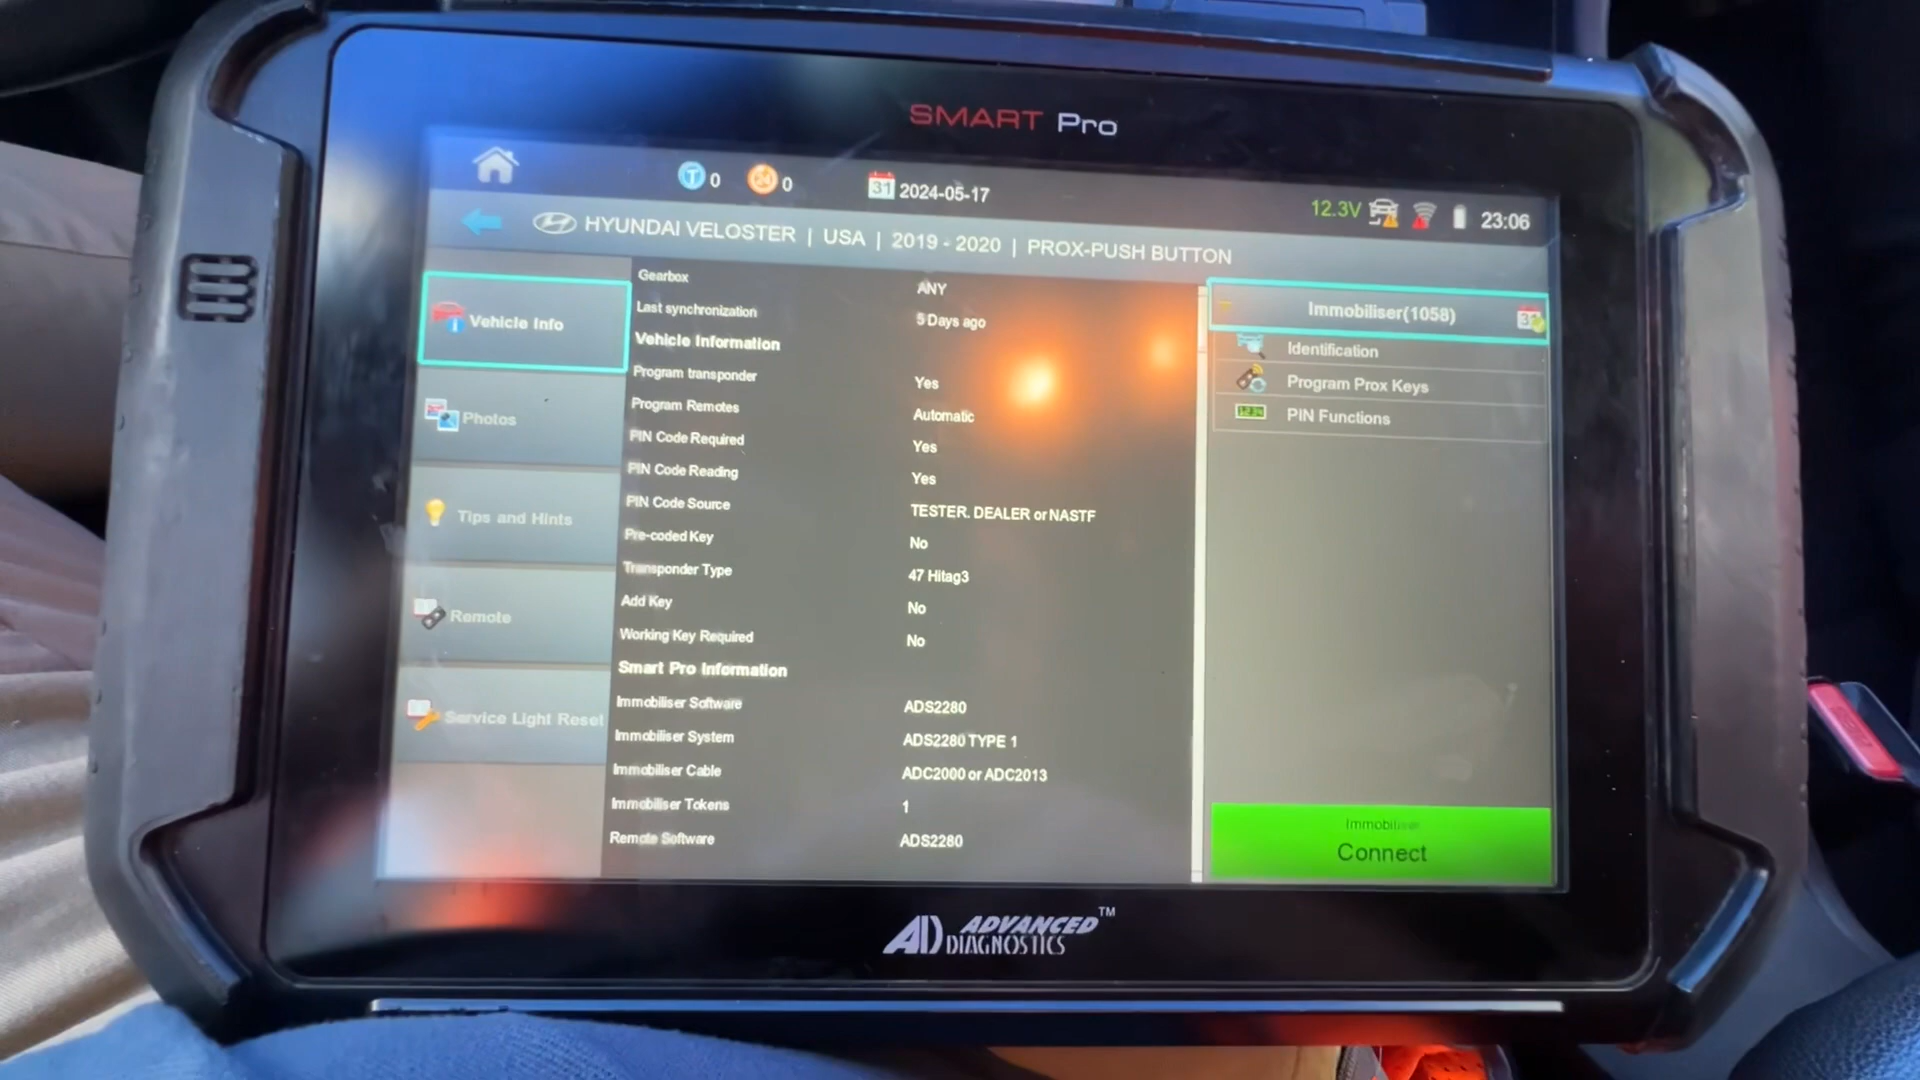 SMART Pro
0 0 31 2024-05-17 12.3V 23:06
HYUNDAI VELOSTER | USA | 2019 - 2020 | PROX-PUSH BUTTON
Vehicle Info
Photos
Tips and Hints
Remote
Service Light Reset
Gearbox ANY
Last synchronization 5 Days ago
Vehicle Information
Program transponder Yes
Program Remotes Automatic
PIN Code Required Yes
PIN Code Reading Yes
PIN Code Source TESTER. DEALER or NASTF
Pre-coded Key No
Transponder Type 47 Hitag3
Add Key No
Working Key Required No
Smart Pro Information
Immobiliser Software ADS2280
Immobiliser System ADS2280 TYPE 1
Immobiliser Cable ADC2000 or ADC2013
Immobiliser Tokens 1
Remote Software ADS2280
Immobiliser(1058)
Identification
Program Prox Keys
PIN Functions
Immobiliser
Connect
AD ADVANCED DIAGNOSTICS™